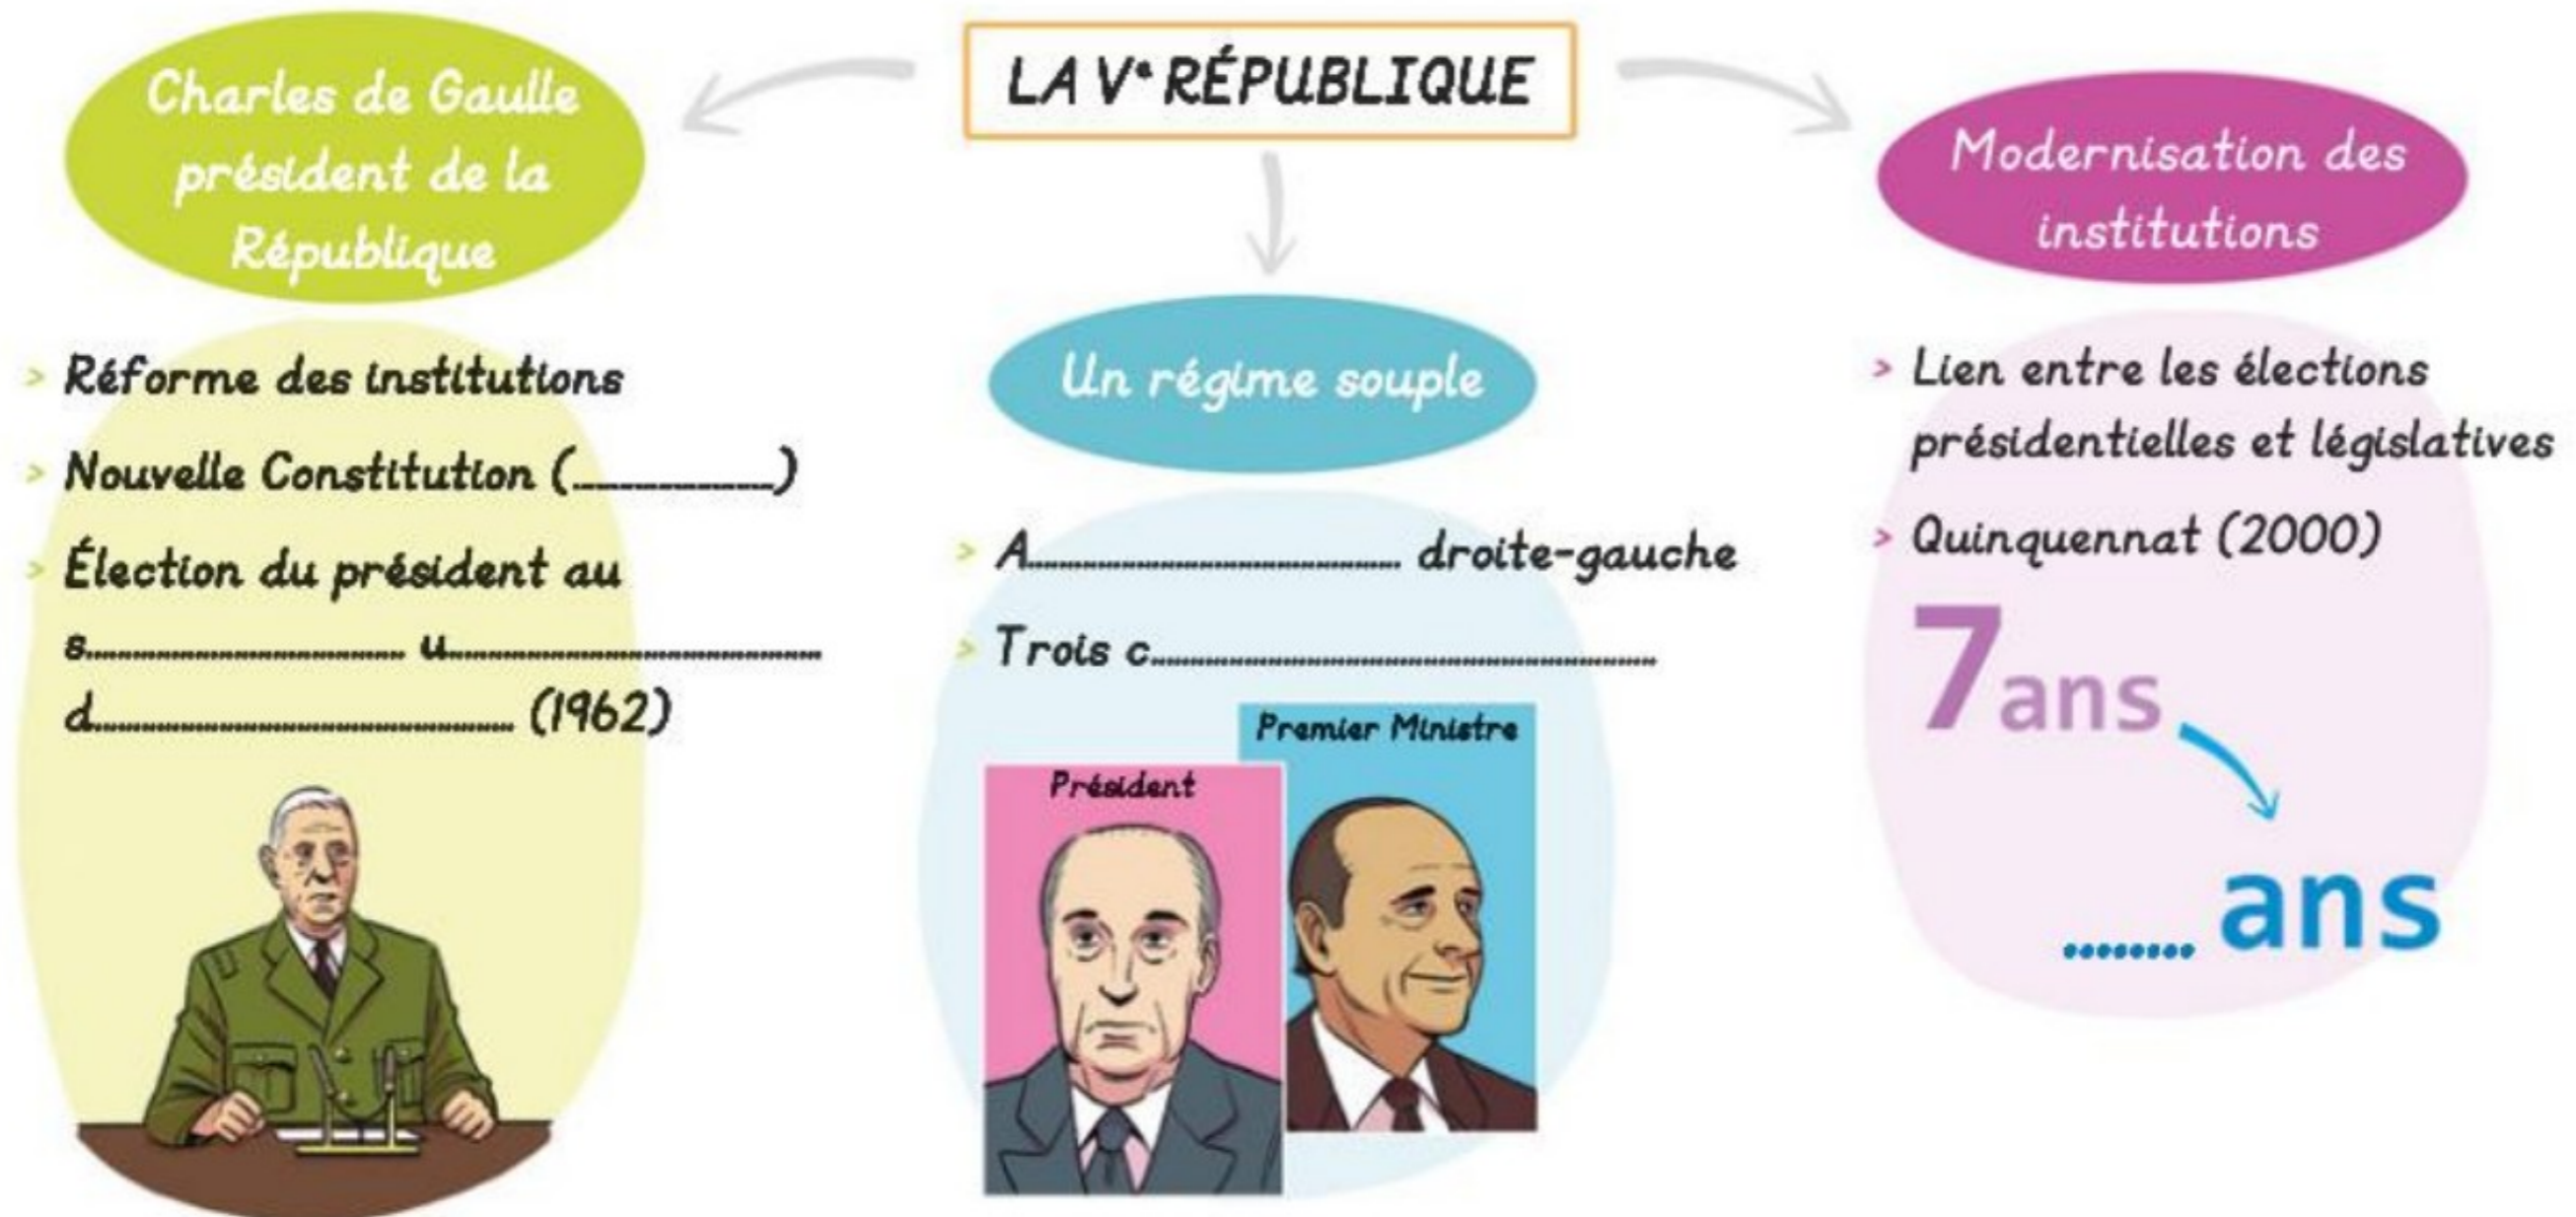 LA Vᵉ RÉPUBLIQUE
Charles de Gaulle
président de la
République
> Réforme des institutions
> Nouvelle Constitution (....................)
> Élection du président au
s.............................. u..............................
d.............................. (1962)
Un régime souple
> A.............................. droite-gauche
> Trois c..............................
Président
Premier Ministre
Modernisation des
institutions
> Lien entre les élections
présidentielles et législatives
> Quinquennat (2000)
7 ans
........ ans